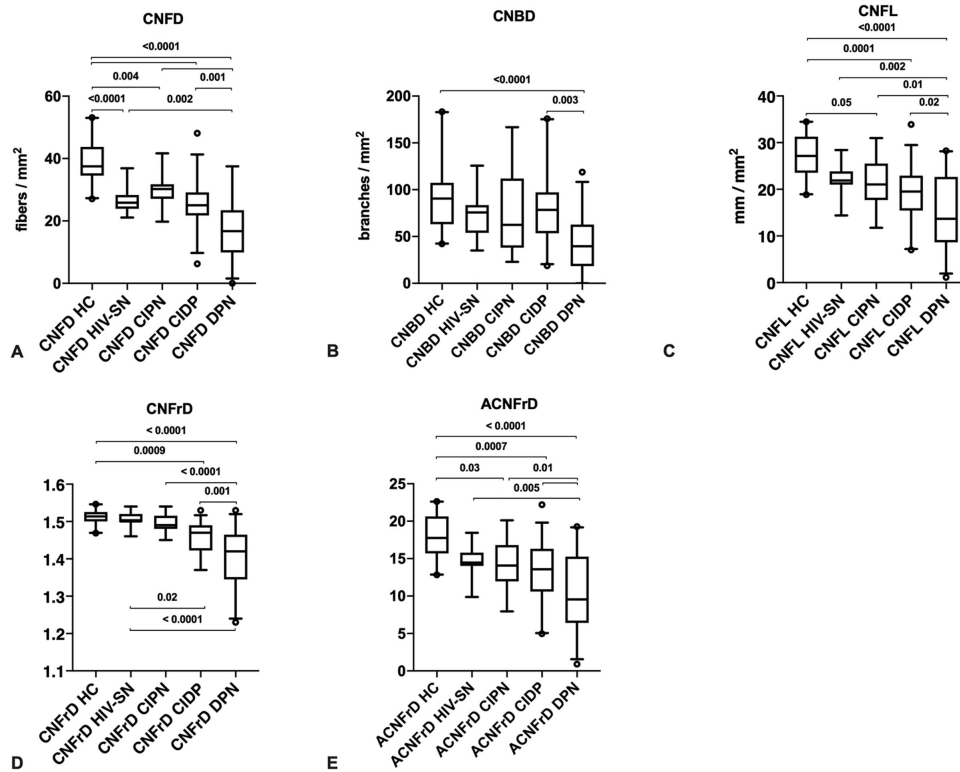 CNFD
<0.0001
0.004
0.001
<0.0001
0.002
60
40
20
0
fibers / mm²
CNFD HC
CNFD HIV-SN
CNFD CIPN
CNFD CIDP
CNFD DPN
A
CNBD
<0.0001
0.003
200
150
100
50
0
branches / mm²
CNBD HC
CNBD HIV-SN
CNBD CIPN
CNBD CIDP
CNBD DPN
B
CNFL
<0.0001
0.0001
0.002
0.01
0.05
0.02
40
30
20
10
0
mm / mm²
CNFL HC
CNFL HIV-SN
CNFL CIPN
CNFL CIDP
CNFL DPN
C
CNFrD
< 0.0001
0.0009
< 0.0001
0.001
1.6
1.5
1.4
1.3
1.2
1.1
0.02
< 0.0001
CNFrD HC
CNFrD HIV-SN
CNFrD CIPN
CNFrD CIDP
CNFrD DPN
D
ACNFrD
< 0.0001
0.0007
0.03
0.01
0.005
25
20
15
10
5
0
ACNFrD HC
ACNFrD HIV-SN
ACNFrD CIPN
ACNFrD CIDP
ACNFrD DPN
E